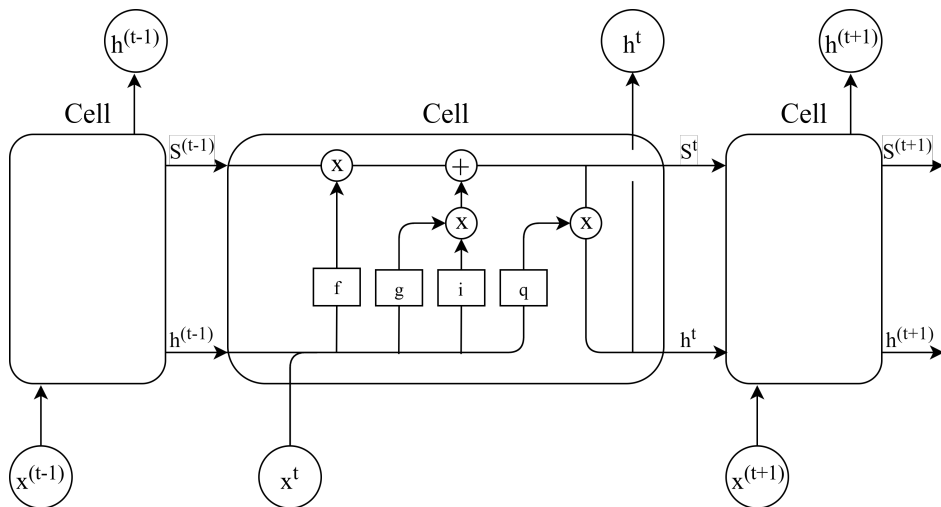 h(t-1)
h^t
h(t+1)
Cell
Cell
Cell
S(t-1)
S^t
S(t+1)
x
+
x
x
f
g
i
q
h(t-1)
h^t
h(t+1)
x(t-1)
x^t
x(t+1)